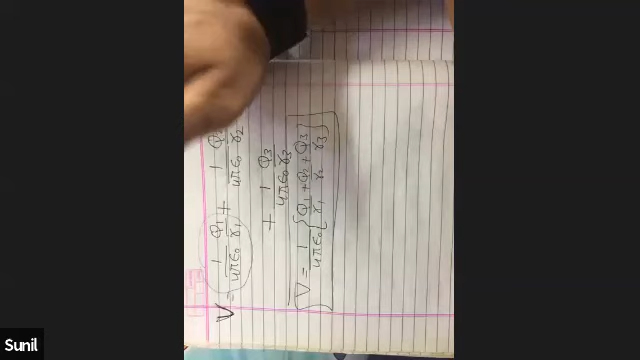 V = 1/4πε₀ Q₁/r₁ + 1/4πε₀ Q₂/r₂
+ 1/4πε₀ Q₃/r₃
V = 1/4πε₀ [Q₁/r₁ + Q₂/r₂ + Q₃/r₃]
Sunil